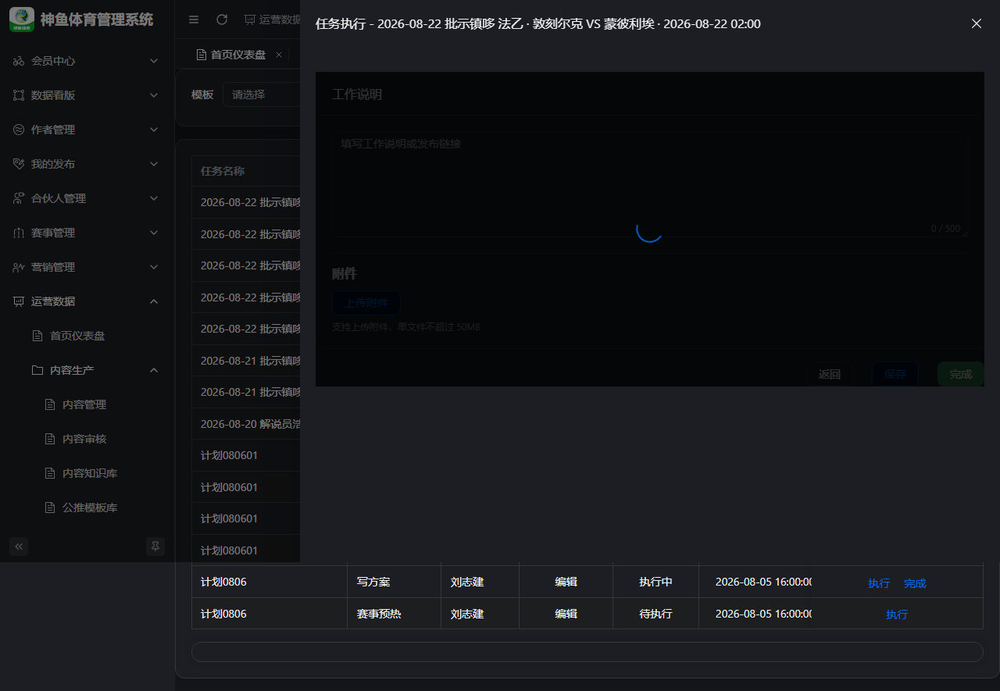 神鱼体育管理系统
运营数据
任务执行 - 2026-08-22 批示镇哆 法乙 · 敦刻尔克 VS 蒙彼利埃 · 2026-08-22 02:00
会员中心
数据看版
作者管理
我的发布
合伙人管理
赛事管理
营销管理
运营数据
首页仪表盘
内容生产
内容管理
内容审核
内容知识库
公推模板库
首页仪表盘
模板
请选择
任务名称
2026-08-22 批示镇哆
2026-08-22 批示镇哆
2026-08-22 批示镇哆
2026-08-22 批示镇哆
2026-08-22 批示镇哆
2026-08-21 批示镇哆
2026-08-21 批示镇哆
2026-08-20 解说员浩
计划080601
计划080601
计划080601
计划080601
计划0806 写方案 刘志建 编辑 执行中 2026-08-05 16:00:00 执行 完成
计划0806 赛事预热 刘志建 编辑 待执行 2026-08-05 16:00:00 执行
工作说明
填写工作说明或发布链接
0 / 500
附件
上传附件
支持上传附件，单文件不超过 50MB
返回 保存 完成